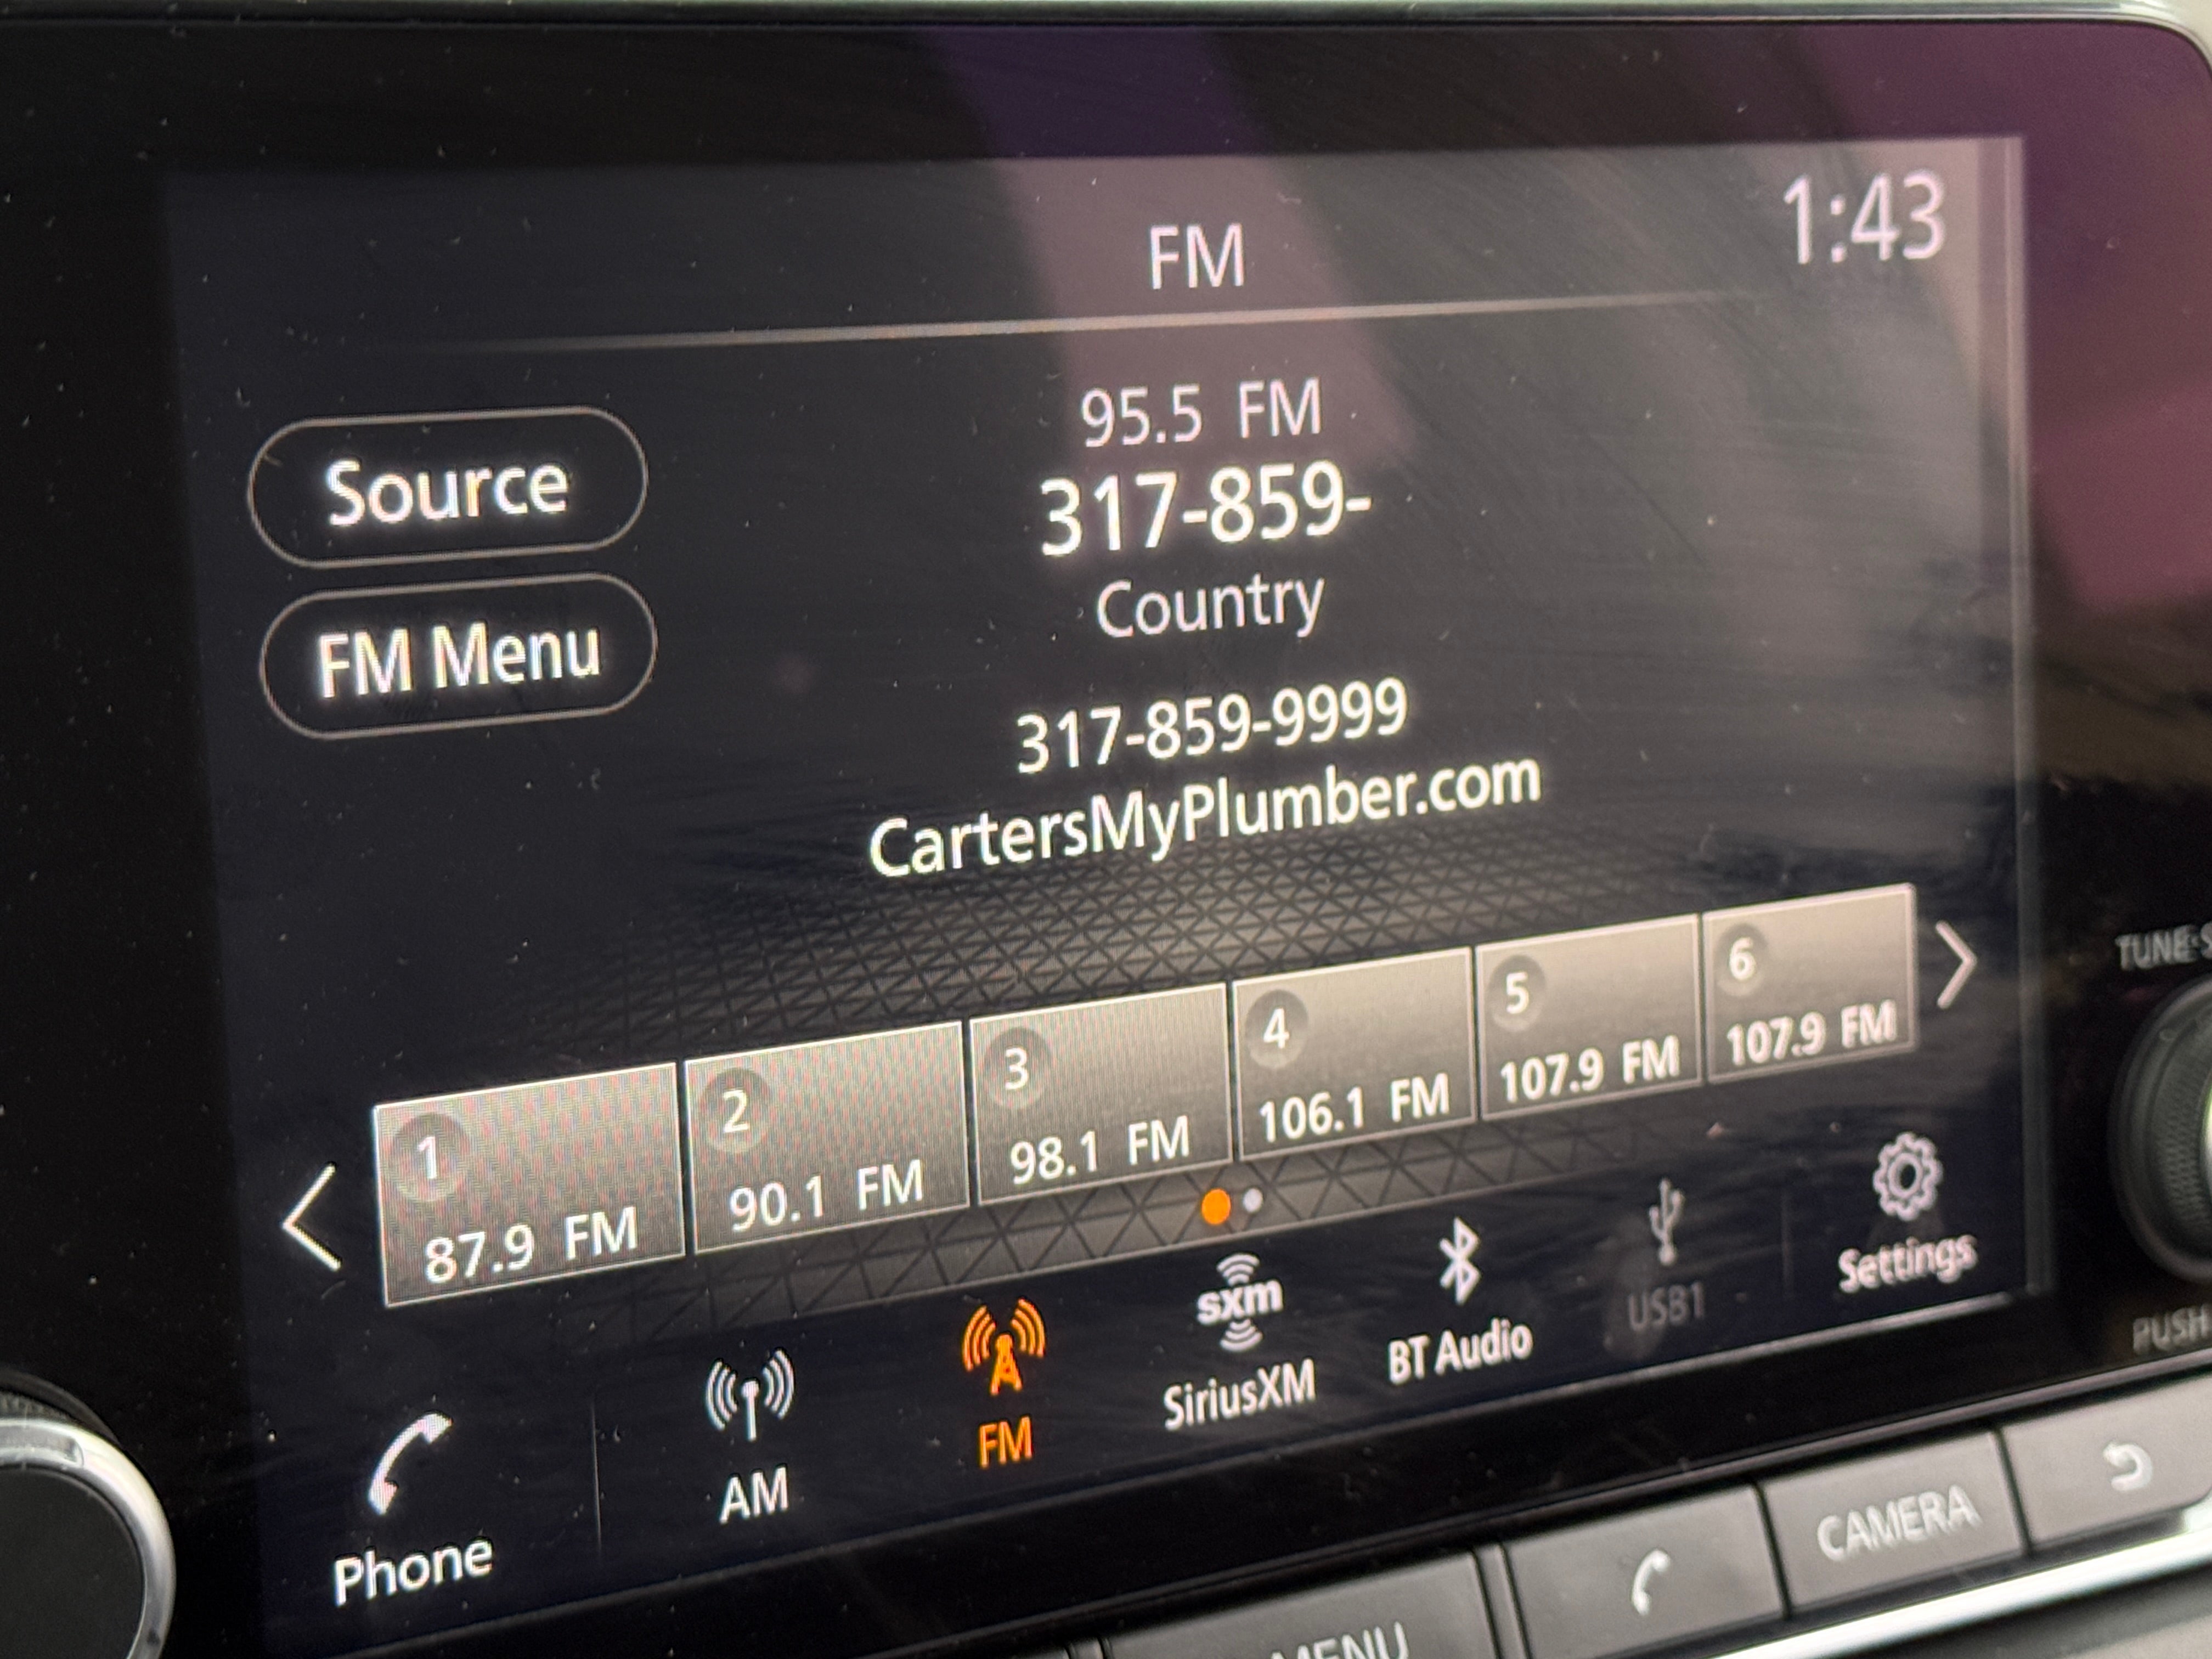 FM
1:43
95.5 FM
317-859-
Country
317-859-9999
CartersMyPlumber.com
Source
FM Menu
1
87.9 FM
2
90.1 FM
3
98.1 FM
4
106.1 FM
5
107.9 FM
6
107.9 FM
Phone
AM
FM
sxm
SiriusXM
BT Audio
USB1
Settings
TUNE·S
PUSH
MENU
CAMERA